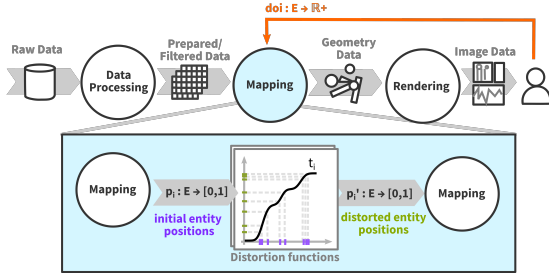 doi : E → ℝ+
Raw Data
Prepared/
Filtered Data
Geometry
Data
Image Data
Data
Processing
Mapping
Rendering
Mapping
pᵢ : E → [0,1]
initial entity
positions
tᵢ
Distortion functions
pᵢ' : E → [0,1]
distorted entity
positions
Mapping